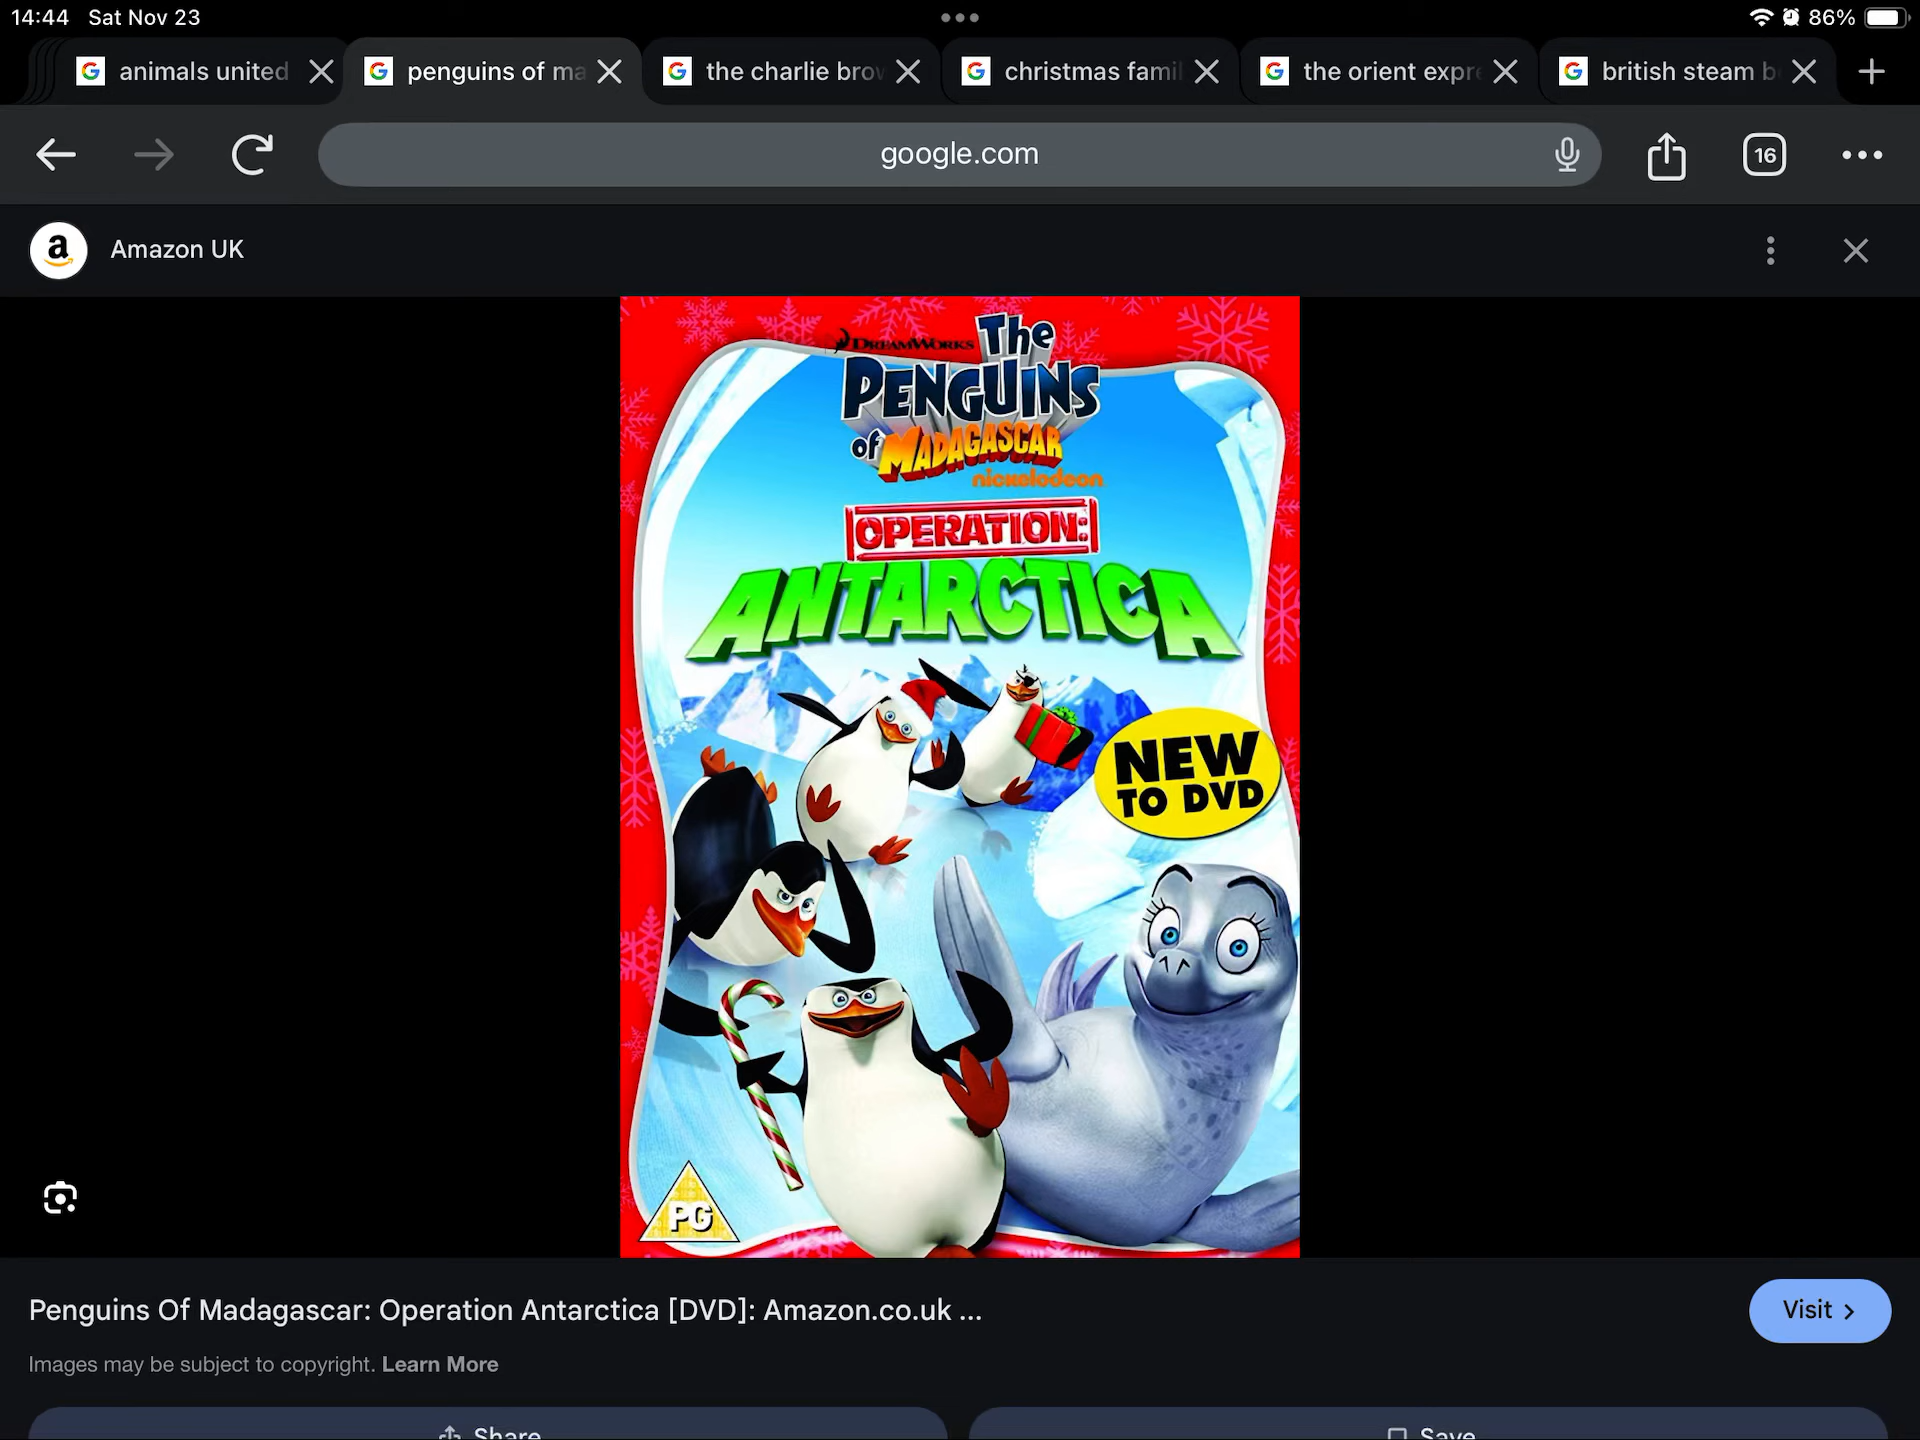 14:44 Sat Nov 23
86%
animals united
penguins of ma
the charlie brow
christmas famil
the orient expre
british steam b
google.com
16
Amazon UK
DREAMWORKS
The
PENGUINS
of MADAGASCAR
nickelodeon
OPERATION:
ANTARCTICA
NEW
TO DVD
PG
Penguins Of Madagascar: Operation Antarctica [DVD]: Amazon.co.uk ...
Visit
Images may be subject to copyright. Learn More
Share
Save